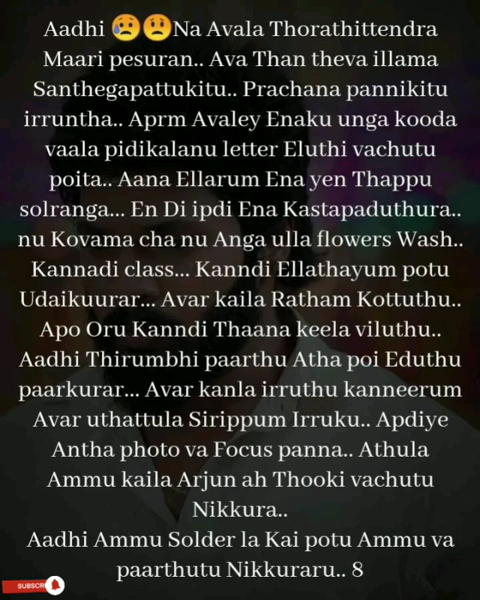 Aadhi 😥😟Na Avala Thorathittendra
Maari pesuran.. Ava Than theva illama
Santhegapattukitu.. Prachana pannikitu
irruntha.. Aprm Avaley Enaku unga kooda
vaala pidikalanu letter Eluthi vachutu
poita.. Aana Ellarum Ena yen Thappu
solranga... En Di ipdi Ena Kastapaduthura..
nu Kovama cha nu Anga ulla flowers Wash..
Kannadi class... Kanndi Ellathayum potu
Udaikuurar... Avar kaila Ratham Kottuthu..
Apo Oru Kanndi Thaana keela viluthu..
Aadhi Thirumbhi paarthu Atha poi Eduthu
paarkurar... Avar kanla irruthu kanneerum
Avar uthattula Sirippum Irruku.. Apdiye
Antha photo va Focus panna.. Athula
Ammu kaila Arjun ah Thooki vachutu
Nikkura..
Aadhi Ammu Solder la Kai potu Ammu va
paarthutu Nikkuraru.. 8
SUBSCR